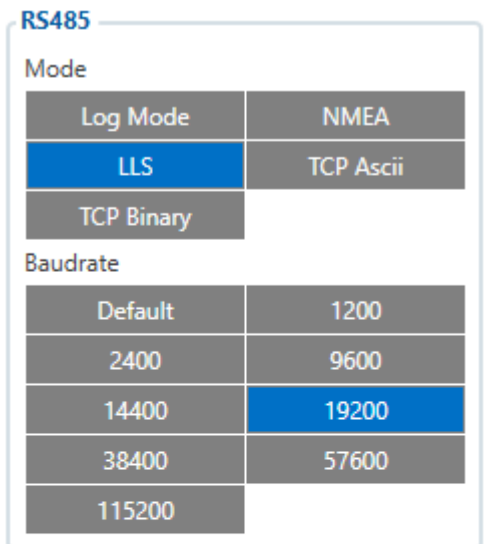 RS485
Mode
Log Mode NMEA
LLS TCP Ascii
TCP Binary
Baudrate
Default 1200
2400 9600
14400 19200
38400 57600
115200